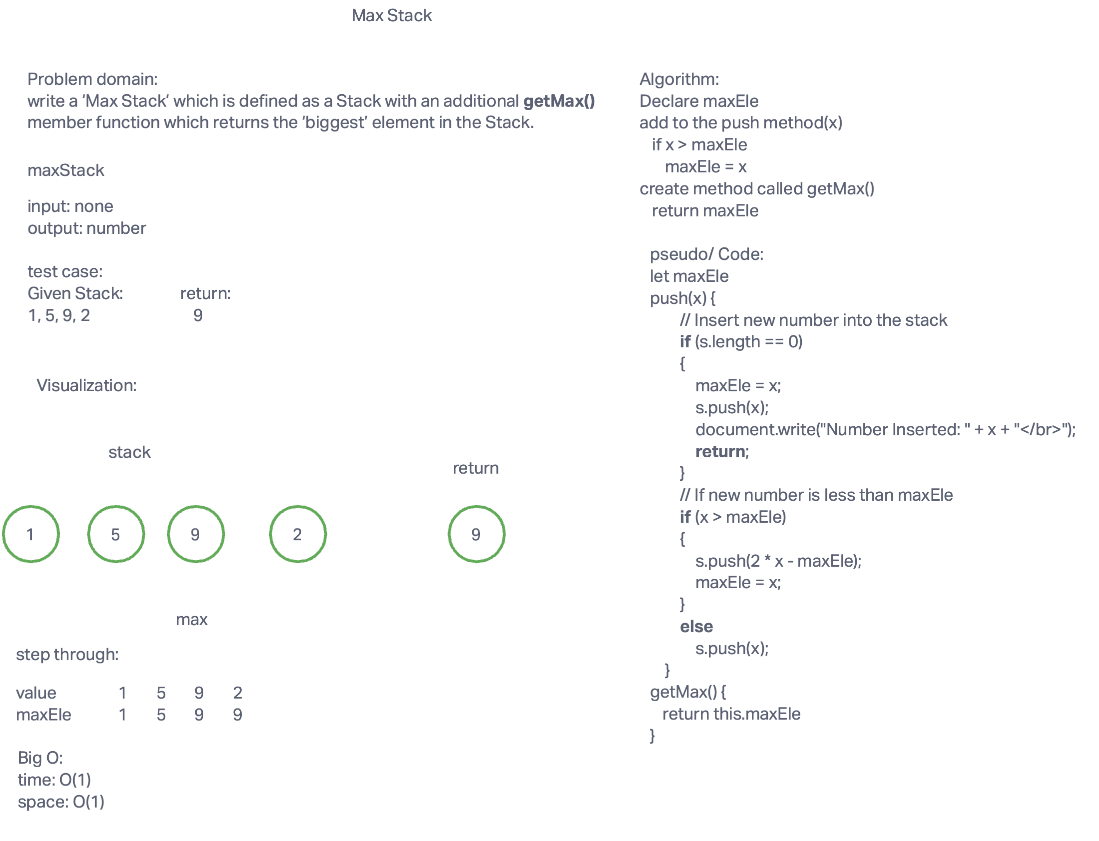 Max Stack
Problem domain:
write a ‘Max Stack’ which is defined as a Stack with an additional getMax()
member function which returns the ‘biggest’ element in the Stack.
maxStack
input: none
output: number
test case:
Given Stack: return:
1, 5, 9, 2 9
Visualization:
stack
return
1 5 9 2 9
max
step through:
value 1 5 9 2
maxEle 1 5 9 9
Big O:
time: O(1)
space: O(1)
Algorithm:
Declare maxEle
add to the push method(x)
if x > maxEle
maxEle = x
create method called getMax()
return maxEle
pseudo/ Code:
let maxEle
push(x) {
// Insert new number into the stack
if (s.length == 0)
{
maxEle = x;
s.push(x);
document.write("Number Inserted: " + x + "</br>");
return;
}
// If new number is less than maxEle
if (x > maxEle)
{
s.push(2 * x - maxEle);
maxEle = x;
}
else
s.push(x);
}
getMax() {
return this.maxEle
}